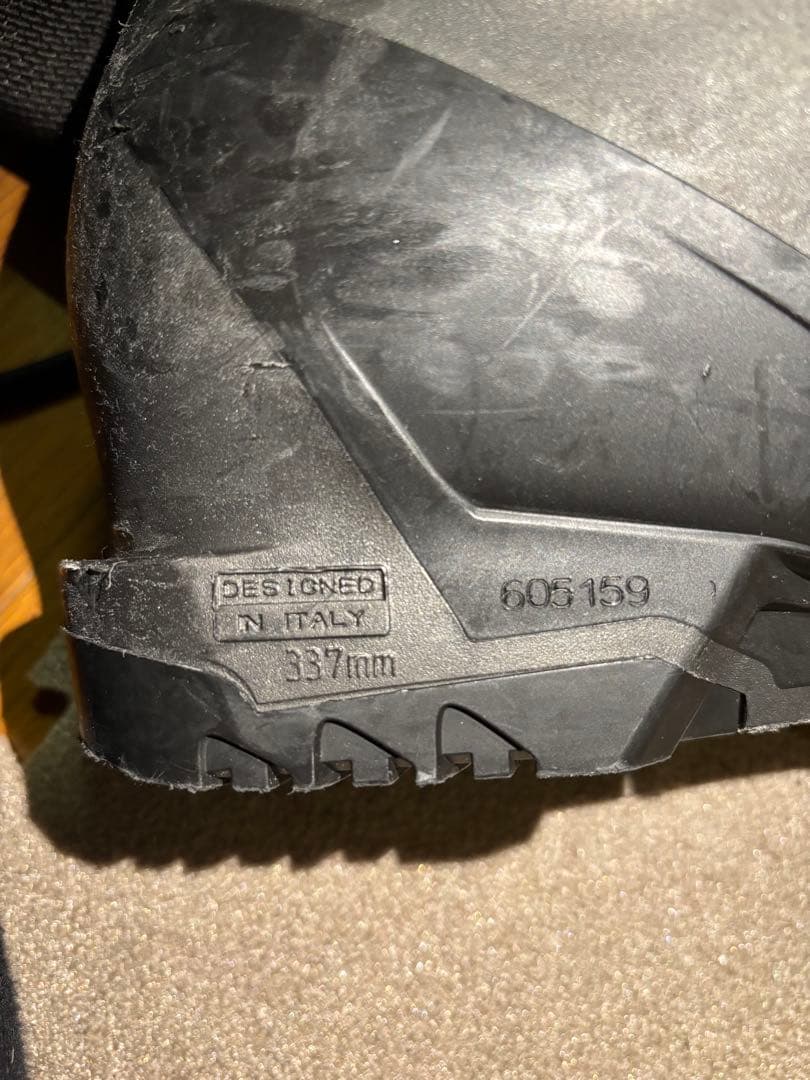 DESIGNED
IN ITALY
605159
337mm